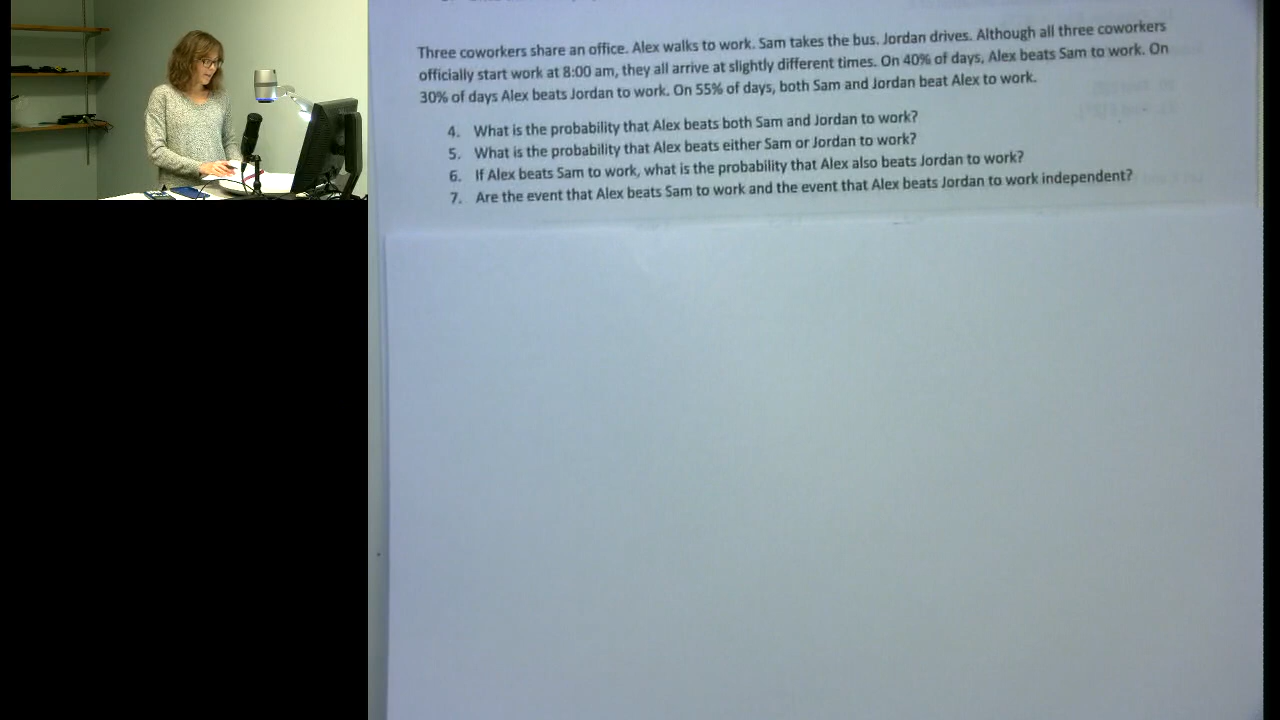 Three coworkers share an office. Alex walks to work. Sam takes the bus. Jordan drives. Although all three coworkers
officially start work at 8:00 am, they all arrive at slightly different times. On 40% of days, Alex beats Sam to work. On
30% of days Alex beats Jordan to work. On 55% of days, both Sam and Jordan beat Alex to work.
4. What is the probability that Alex beats both Sam and Jordan to work?
5. What is the probability that Alex beats either Sam or Jordan to work?
6. If Alex beats Sam to work, what is the probability that Alex also beats Jordan to work?
7. Are the event that Alex beats Sam to work and the event that Alex beats Jordan to work independent?